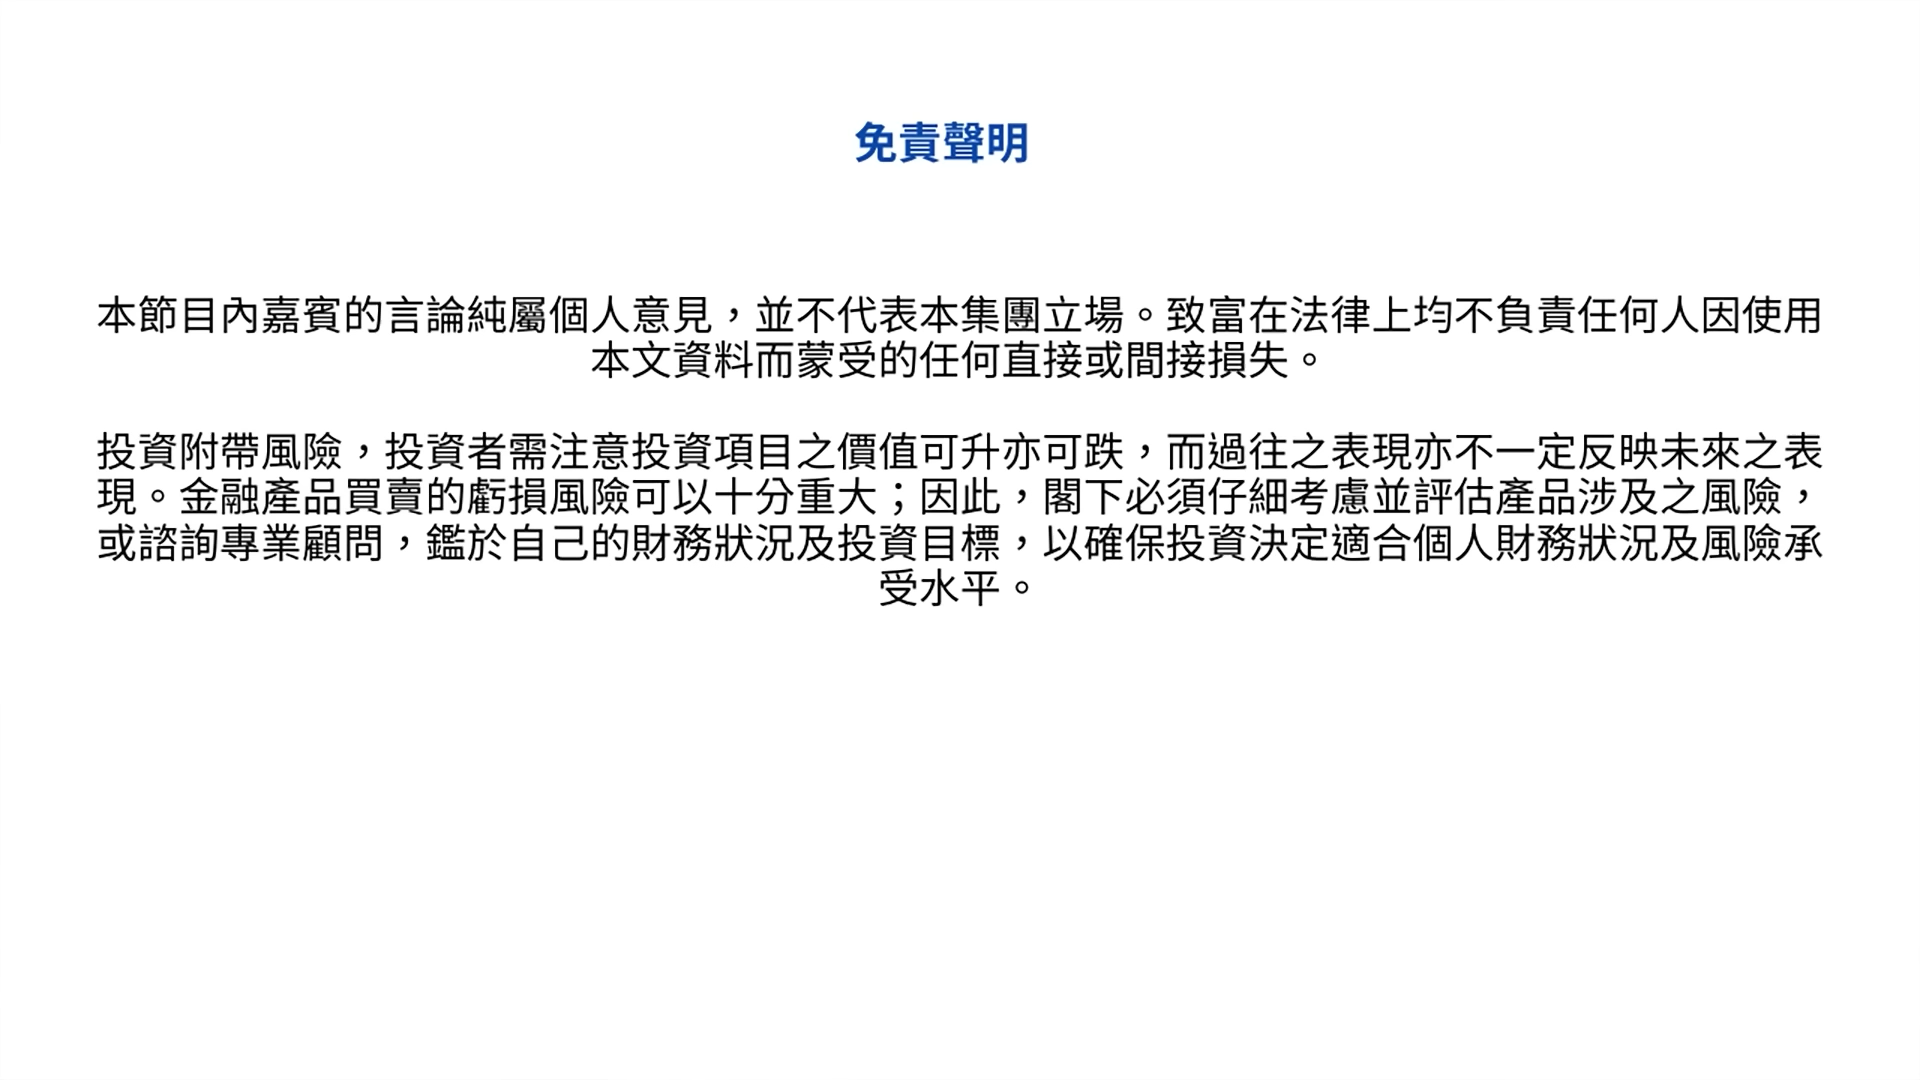 免責聲明
本節目內嘉賓的言論純屬個人意見，並不代表本集團立場。致富在法律上均不負責任何人因使用
本文資料而蒙受的任何直接或間接損失。
投資附帶風險，投資者需注意投資項目之價值可升亦可跌，而過往之表現亦不一定反映未來之表
現。金融產品買賣的虧損風險可以十分重大；因此，閣下必須仔細考慮並評估產品涉及之風險，
或諮詢專業顧問，鑑於自己的財務狀況及投資目標，以確保投資決定適合個人財務狀況及風險承
受水平。